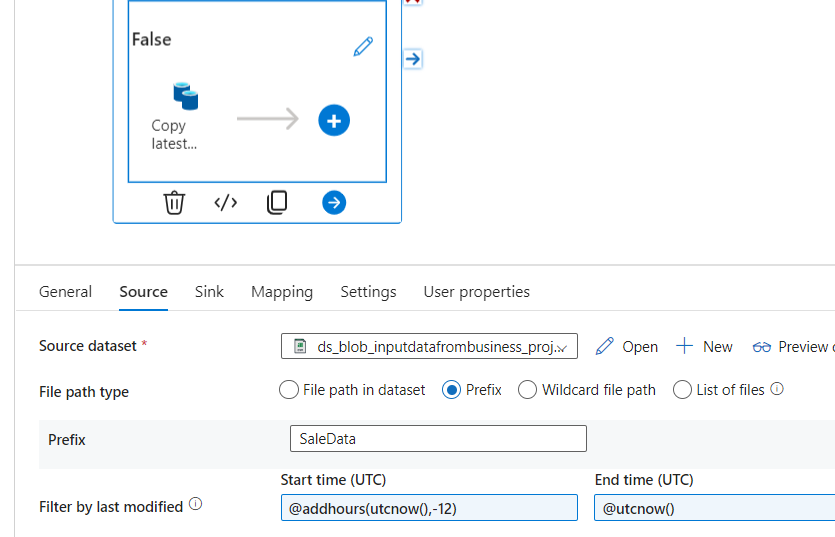 False
Copy
latest...
General Source Sink Mapping Settings User properties
Source dataset * ds_blob_inputdatafrombusiness_proj... Open New Preview
File path type File path in dataset Prefix Wildcard file path List of files
Prefix SaleData
Start time (UTC) End time (UTC)
Filter by last modified @addhours(utcnow(),-12) @utcnow()